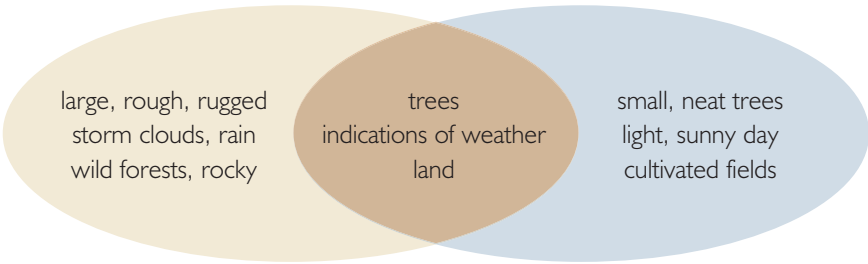 large, rough, rugged
storm clouds, rain
wild forests, rocky
trees
indications of weather
land
small, neat trees
light, sunny day
cultivated fields